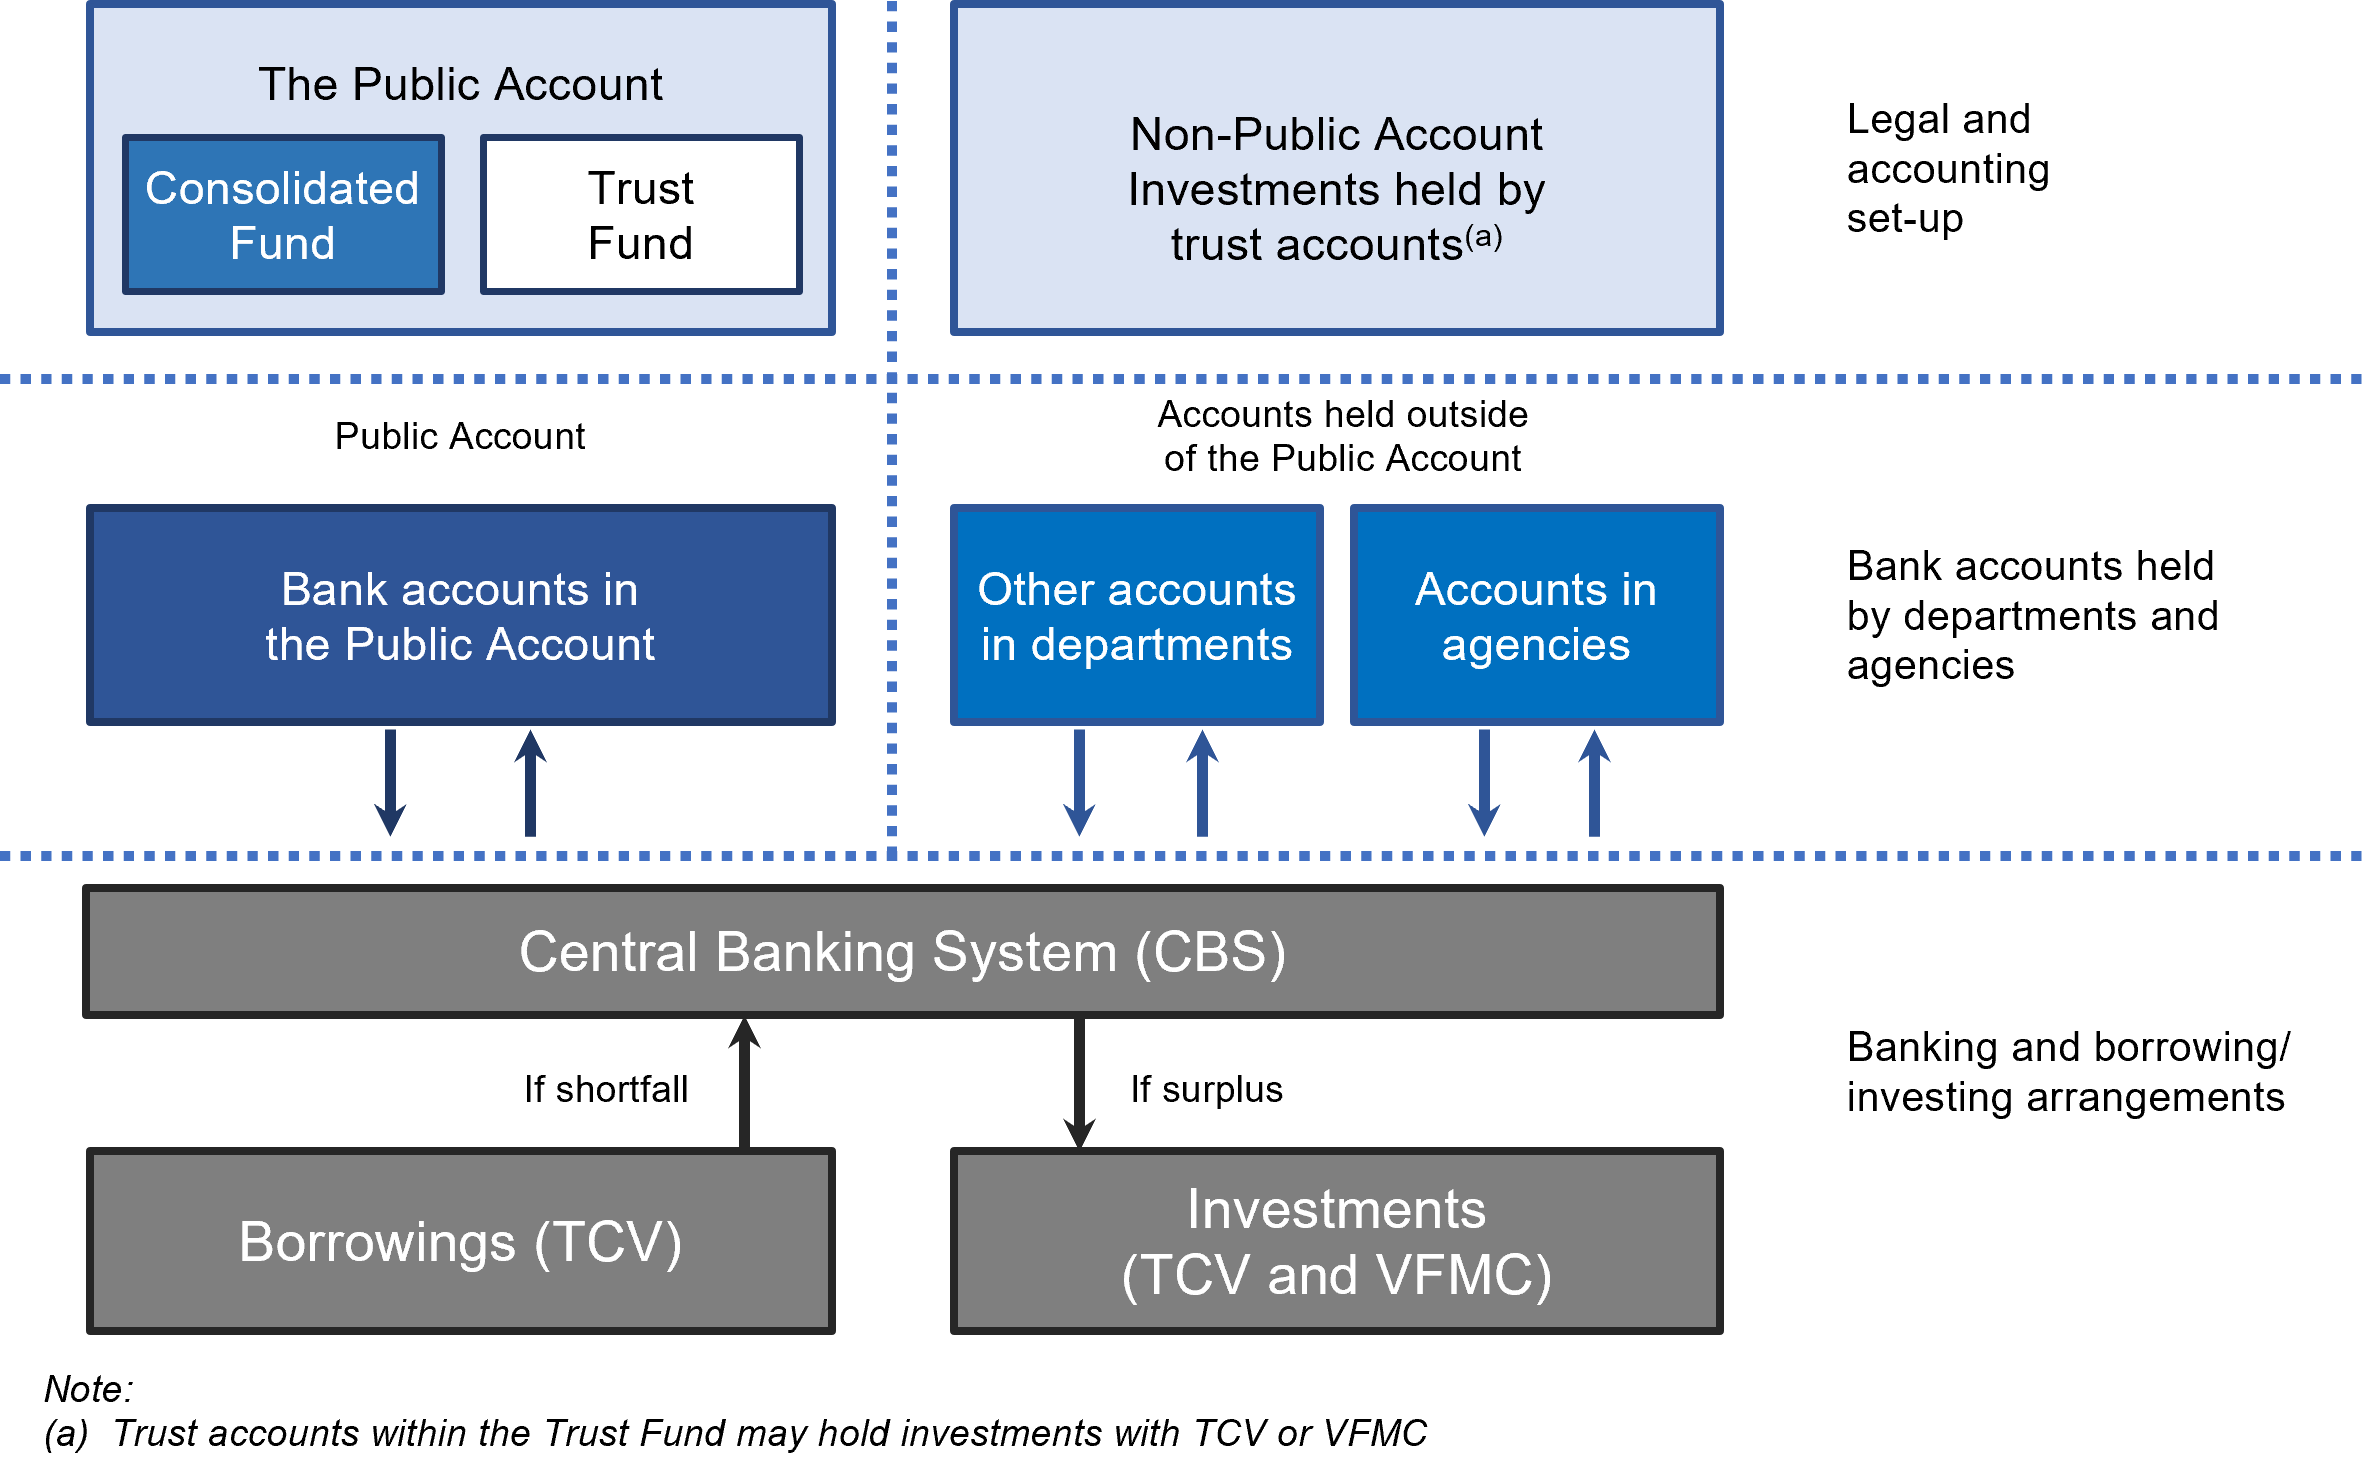 The Public Account
Consolidated
Fund
Trust
Fund
Non-Public Account
Investments held by
trust accounts(a)
Legal and
accounting
set-up
Public Account
Accounts held outside
of the Public Account
Bank accounts in
the Public Account
Other accounts
in departments
Accounts in
agencies
Bank accounts held
by departments and
agencies
Central Banking System (CBS)
If shortfall
If surplus
Banking and borrowing/
investing arrangements
Borrowings (TCV)
Investments
(TCV and VFMC)
Note:
(a) Trust accounts within the Trust Fund may hold investments with TCV or VFMC